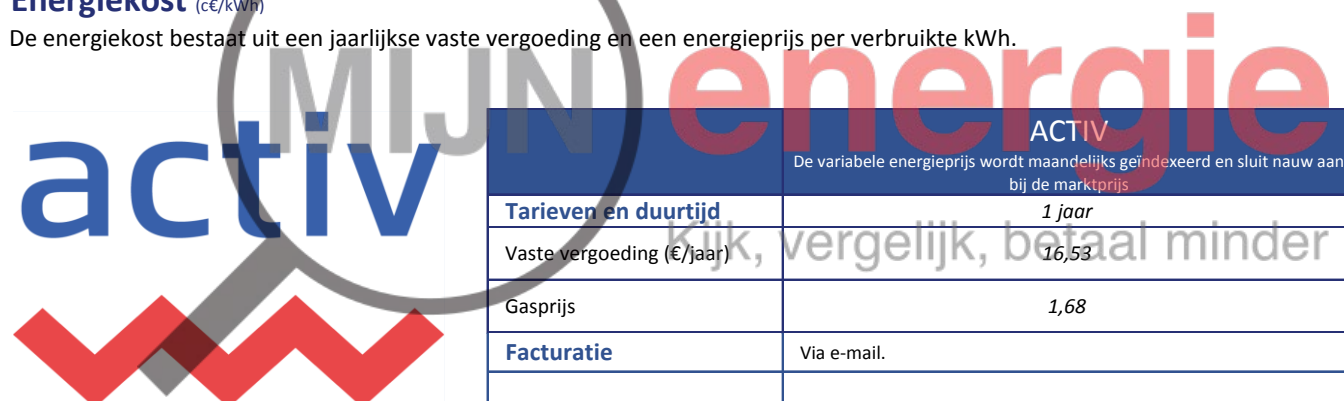 Energiekost (c€/kWh)
De energiekost bestaat uit een jaarlijkse vaste vergoeding en een energieprijs per verbruikte kWh.
MIJN energie
Kijk, vergelijk, betaal minder
activ
ACTIV
De variabele energieprijs wordt maandelijks geïndexeerd en sluit nauw aan
bij de marktprijs
Tarieven en duurtijd 1 jaar
Vaste vergoeding (€/jaar) 16,53
Gasprijs 1,68
Facturatie Via e-mail.